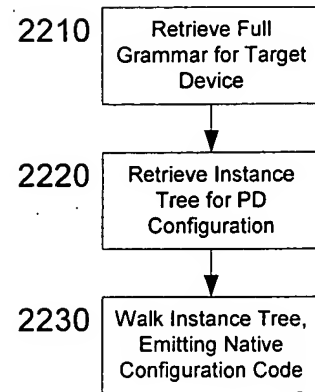 2210
Retrieve Full
Grammar for Target
Device
2220
Retrieve Instance
Tree for PD
Configuration
2230
Walk Instance Tree,
Emitting Native
Configuration Code